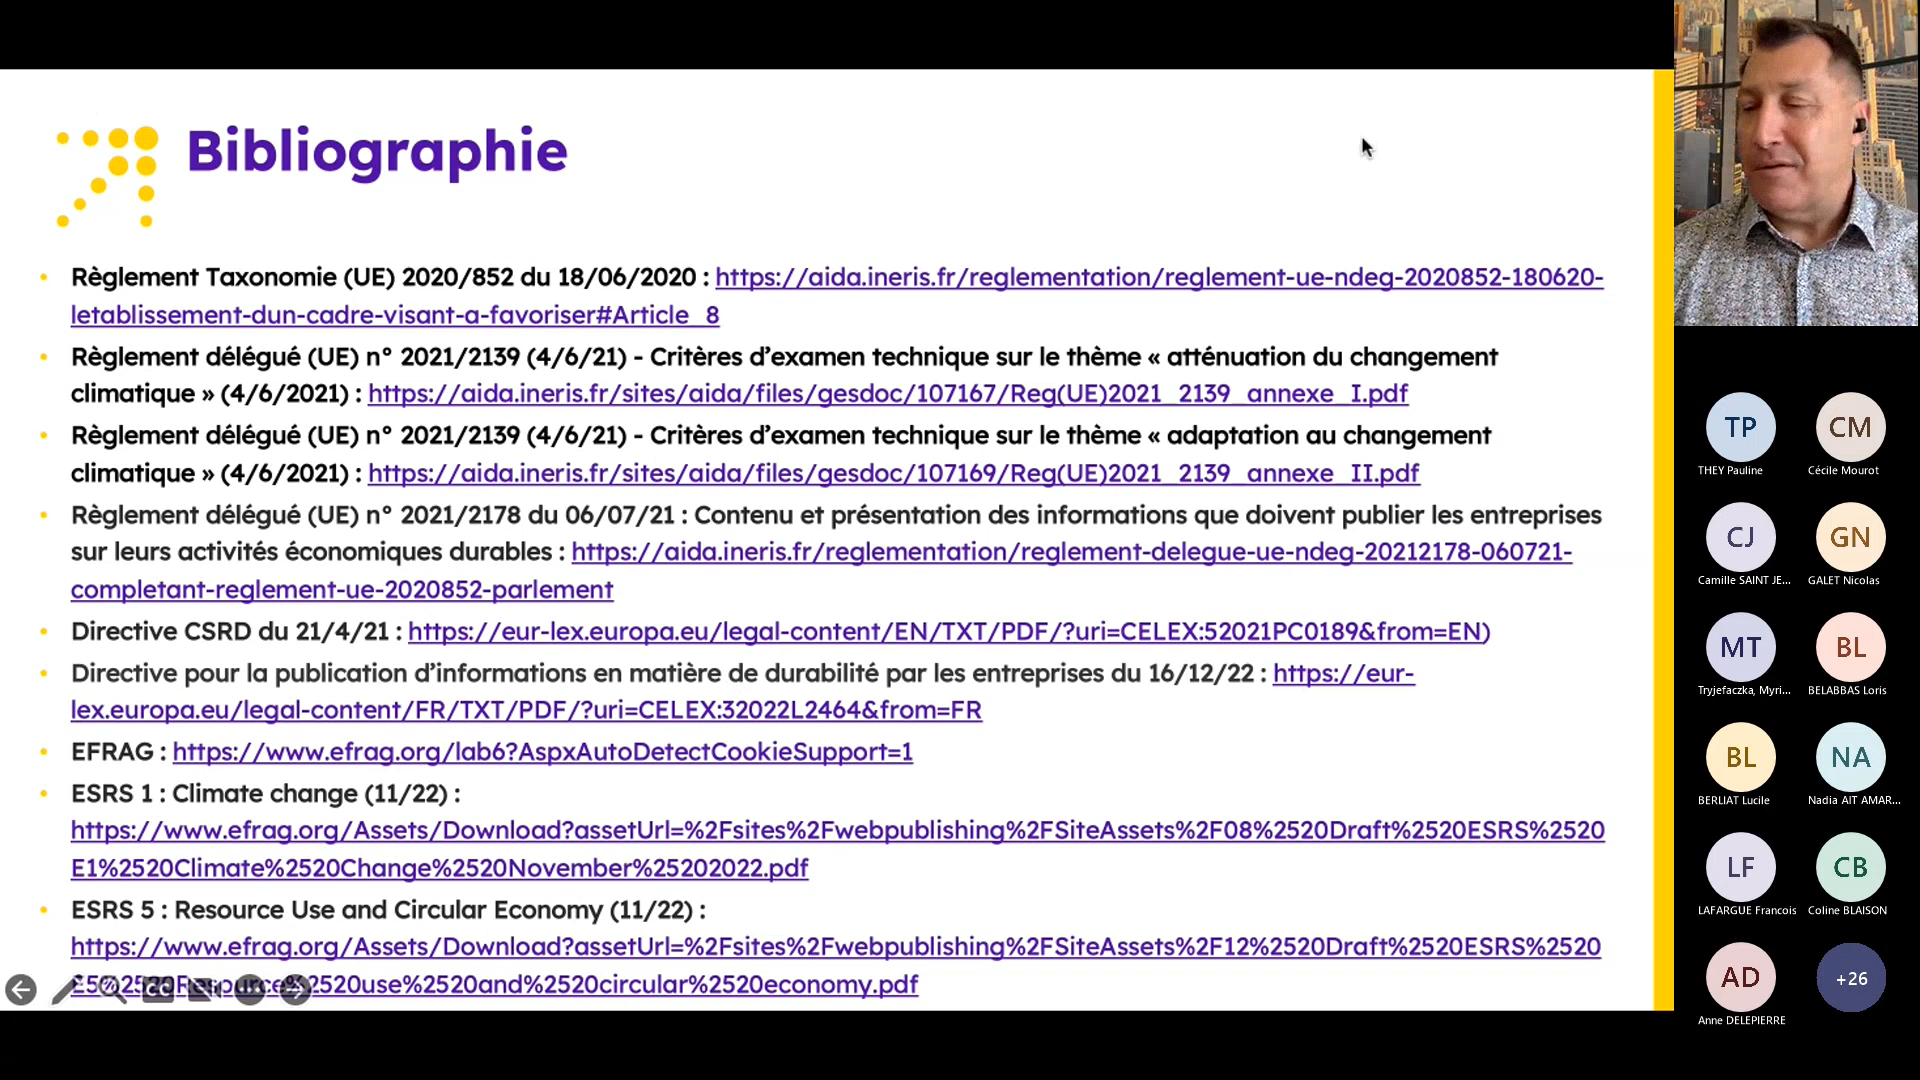 Bibliographie
• Règlement Taxonomie (UE) 2020/852 du 18/06/2020 : https://aida.ineris.fr/reglementation/reglement-ue-ndeg-2020852-180620-
letablissement-dun-cadre-visant-a-favoriser#Article_8
• Règlement délégué (UE) n° 2021/2139 (4/6/21) - Critères d’examen technique sur le thème « atténuation du changement
climatique » (4/6/2021) : https://aida.ineris.fr/sites/aida/files/gesdoc/107167/Reg(UE)2021_2139_annexe_I.pdf
• Règlement délégué (UE) n° 2021/2139 (4/6/21) - Critères d’examen technique sur le thème « adaptation au changement
climatique » (4/6/2021) : https://aida.ineris.fr/sites/aida/files/gesdoc/107169/Reg(UE)2021_2139_annexe_II.pdf
• Règlement délégué (UE) n° 2021/2178 du 06/07/21 : Contenu et présentation des informations que doivent publier les entreprises
sur leurs activités économiques durables : https://aida.ineris.fr/reglementation/reglement-delegue-ue-ndeg-20212178-060721-
completant-reglement-ue-2020852-parlement
• Directive CSRD du 21/4/21 : https://eur-lex.europa.eu/legal-content/EN/TXT/PDF/?uri=CELEX:52021PC0189&from=EN)
• Directive pour la publication d’informations en matière de durabilité par les entreprises du 16/12/22 : https://eur-
lex.europa.eu/legal-content/FR/TXT/PDF/?uri=CELEX:32022L2464&from=FR
• EFRAG : https://www.efrag.org/lab6?AspxAutoDetectCookieSupport=1
• ESRS 1 : Climate change (11/22) :
https://www.efrag.org/Assets/Download?assetUrl=%2Fsites%2Fwebpublishing%2FSiteAssets%2F08%2520Draft%2520ESRS%2520
E1%2520Climate%2520Change%2520November%25202022.pdf
• ESRS 5 : Resource Use and Circular Economy (11/22) :
https://www.efrag.org/Assets/Download?assetUrl=%2Fsites%2Fwebpublishing%2FSiteAssets%2F12%2520Draft%2520ESRS%2520
E5%2520Resource%2520use%2520and%2520circular%2520economy.pdf
TP
THEY Pauline
CM
Cécile Mourot
CJ
Camille SAINT JE...
GN
GALET Nicolas
MT
Tryjefaczka, Myri...
BL
BELABBAS Loris
BL
BERLIAT Lucile
NA
Nadia AIT AMAR...
LF
LAFARGUE Francois
CB
Coline BLAISON
AD
Anne DELEPIERRE
+26